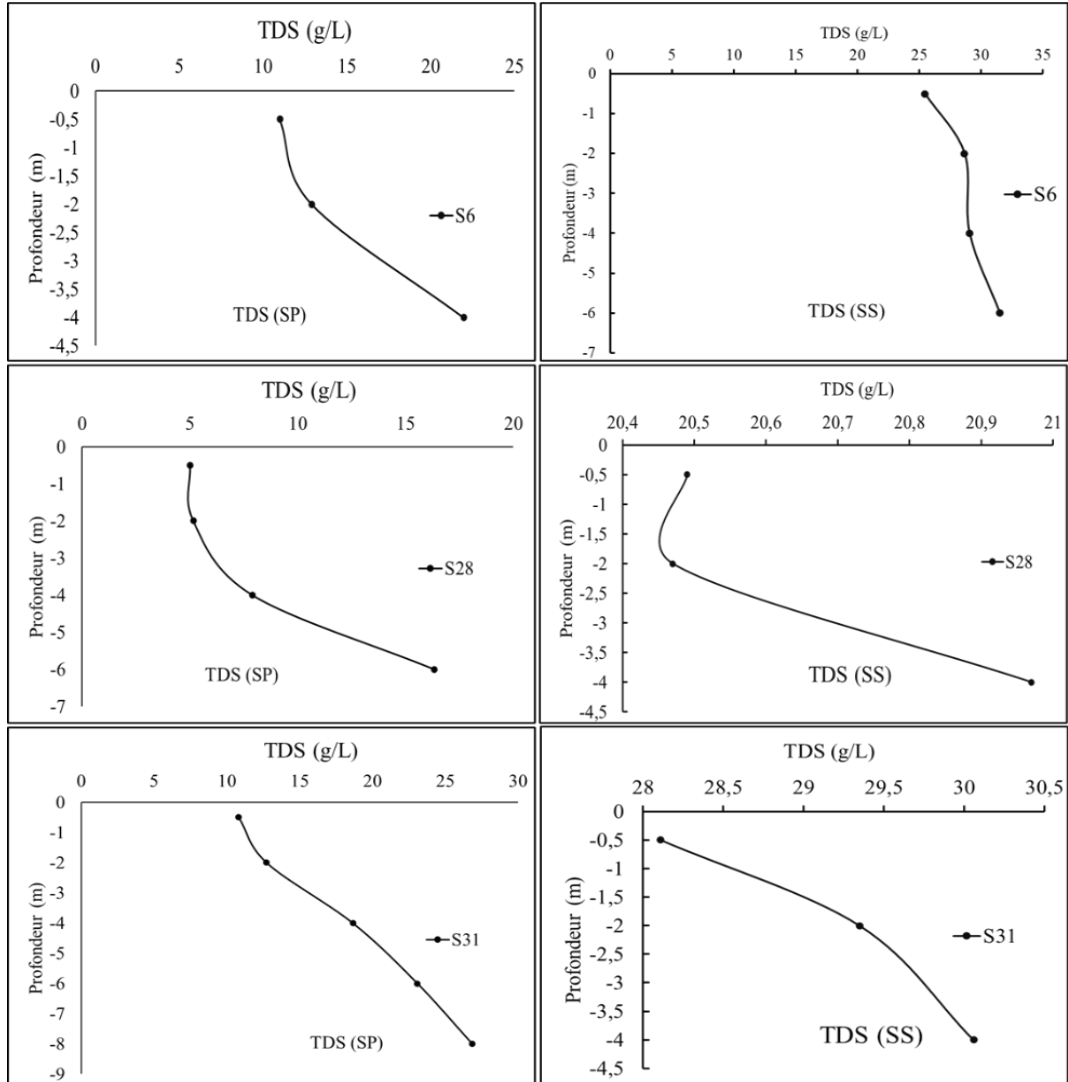 TDS (g/L)
0 5 10 15 20 25
0
-0,5
-1
-1,5
-2
-2,5
-3
-3,5
-4
-4,5
Profondeur (m)
S6
TDS (SP)
TDS (g/L)
0 5 10 15 20 25 30 35
0
-1
-2
-3
-4
-5
-6
-7
Profondeur (m)
S6
TDS (SS)
TDS (g/L)
0 5 10 15 20
0
-1
-2
-3
-4
-5
-6
-7
Profondeur (m)
S28
TDS (SP)
TDS (g/L)
20,4 20,5 20,6 20,7 20,8 20,9 21
0
-0,5
-1
-1,5
-2
-2,5
-3
-3,5
-4
-4,5
Profondeur (m)
S28
TDS (SS)
TDS (g/L)
0 5 10 15 20 25 30
0
-1
-2
-3
-4
-5
-6
-7
-8
-9
Profondeur (m)
S31
TDS (SP)
TDS (g/L)
28 28,5 29 29,5 30 30,5
0
-0,5
-1
-1,5
-2
-2,5
-3
-3,5
-4
-4,5
Profondeur (m)
S31
TDS (SS)